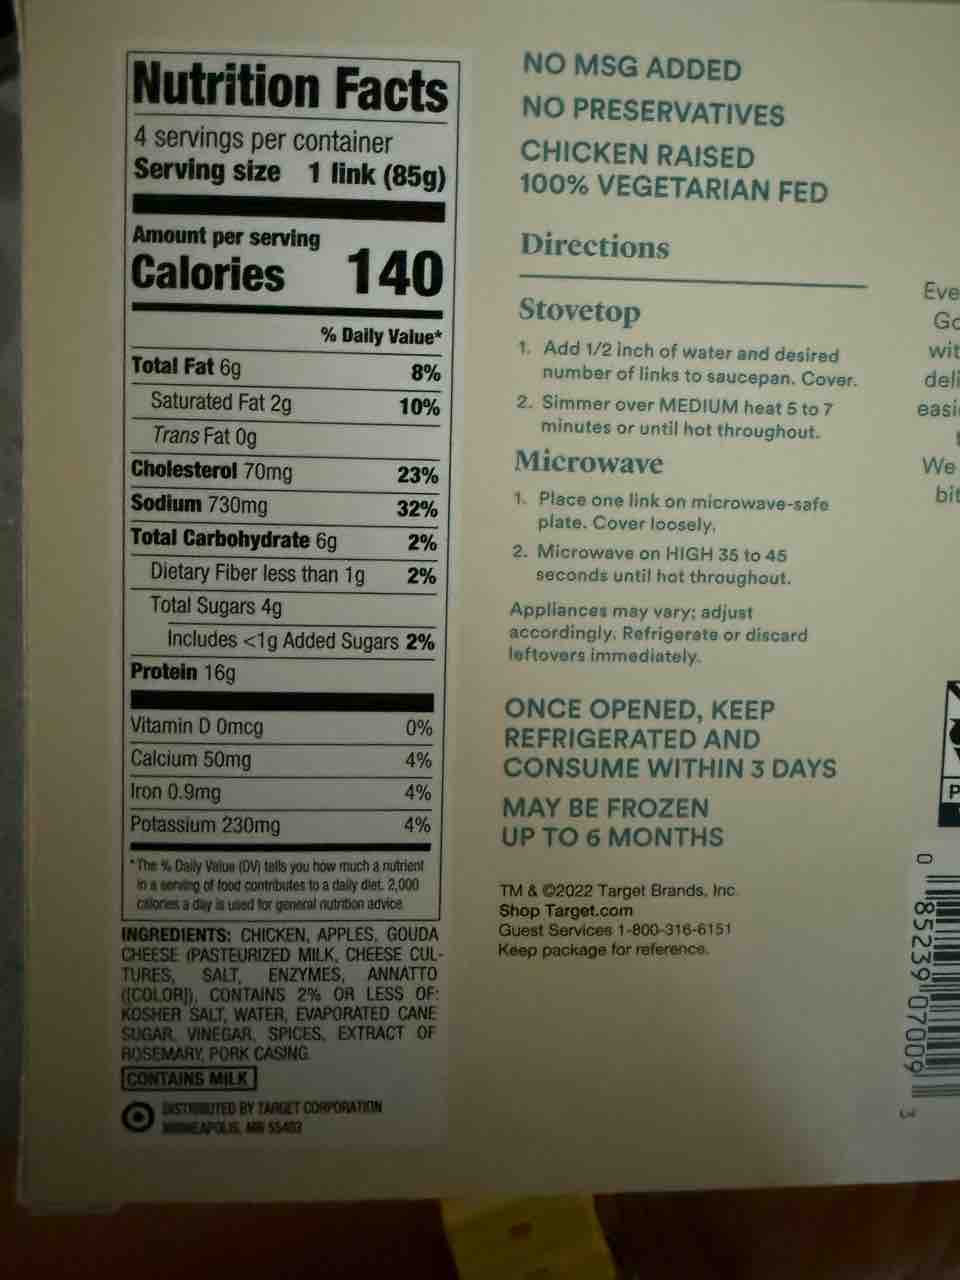 Nutrition Facts
4 servings per container
Serving size 1 link (85g)
Amount per serving
Calories 140
% Daily Value*
Total Fat 6g 8%
Saturated Fat 2g 10%
Trans Fat 0g
Cholesterol 70mg 23%
Sodium 730mg 32%
Total Carbohydrate 6g 2%
Dietary Fiber less than 1g 2%
Total Sugars 4g
Includes <1g Added Sugars 2%
Protein 16g
Vitamin D 0mcg 0%
Calcium 50mg 4%
Iron 0.9mg 4%
Potassium 230mg 4%
*The % Daily Value (DV) tells you how much a nutrient
in a serving of food contributes to a daily diet. 2,000
calories a day is used for general nutrition advice.
INGREDIENTS: CHICKEN, APPLES, GOUDA
CHEESE (PASTEURIZED MILK, CHEESE CUL-
TURES, SALT, ENZYMES, ANNATTO
([COLOR]), CONTAINS 2% OR LESS OF:
KOSHER SALT, WATER, EVAPORATED CANE
SUGAR, VINEGAR, SPICES, EXTRACT OF
ROSEMARY, PORK CASING.
CONTAINS MILK
DISTRIBUTED BY TARGET CORPORATION
MINNEAPOLIS, MN 55403
NO MSG ADDED
NO PRESERVATIVES
CHICKEN RAISED
100% VEGETARIAN FED
Directions
Stovetop
1. Add 1/2 inch of water and desired
number of links to saucepan. Cover.
2. Simmer over MEDIUM heat 5 to 7
minutes or until hot throughout.
Microwave
1. Place one link on microwave-safe
plate. Cover loosely.
2. Microwave on HIGH 35 to 45
seconds until hot throughout.
Appliances may vary; adjust
accordingly. Refrigerate or discard
leftovers immediately.
ONCE OPENED, KEEP
REFRIGERATED AND
CONSUME WITHIN 3 DAYS
MAY BE FROZEN
UP TO 6 MONTHS
TM & ©2022 Target Brands, Inc.
Shop Target.com
Guest Services 1-800-316-6151
Keep package for reference.
Eve
Go
wit
deli
easi
We
bit
P
0 85239 07009 3